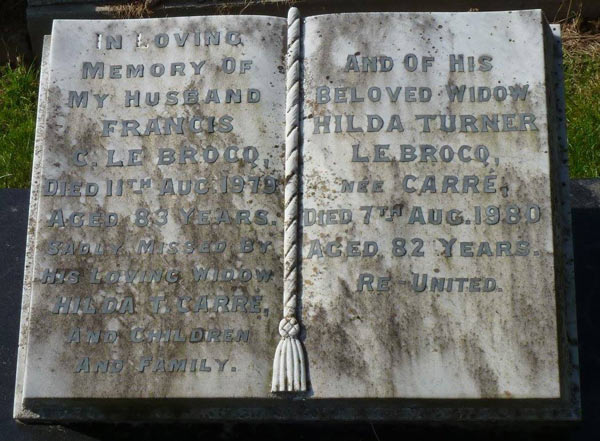 IN LOVING
MEMORY OF
MY HUSBAND
FRANCIS
C. LE BROCQ,
DIED 11TH AUG. 1979
AGED 83 YEARS.
SADLY MISSED BY
HIS LOVING WIDOW
HILDA T. CARRÉ,
AND CHILDREN
AND FAMILY.
AND OF HIS
BELOVED WIDOW
HILDA TURNER
LE BROCQ,
NÉE CARRÉ,
DIED 7TH AUG. 1980
AGED 82 YEARS.
RE UNITED.